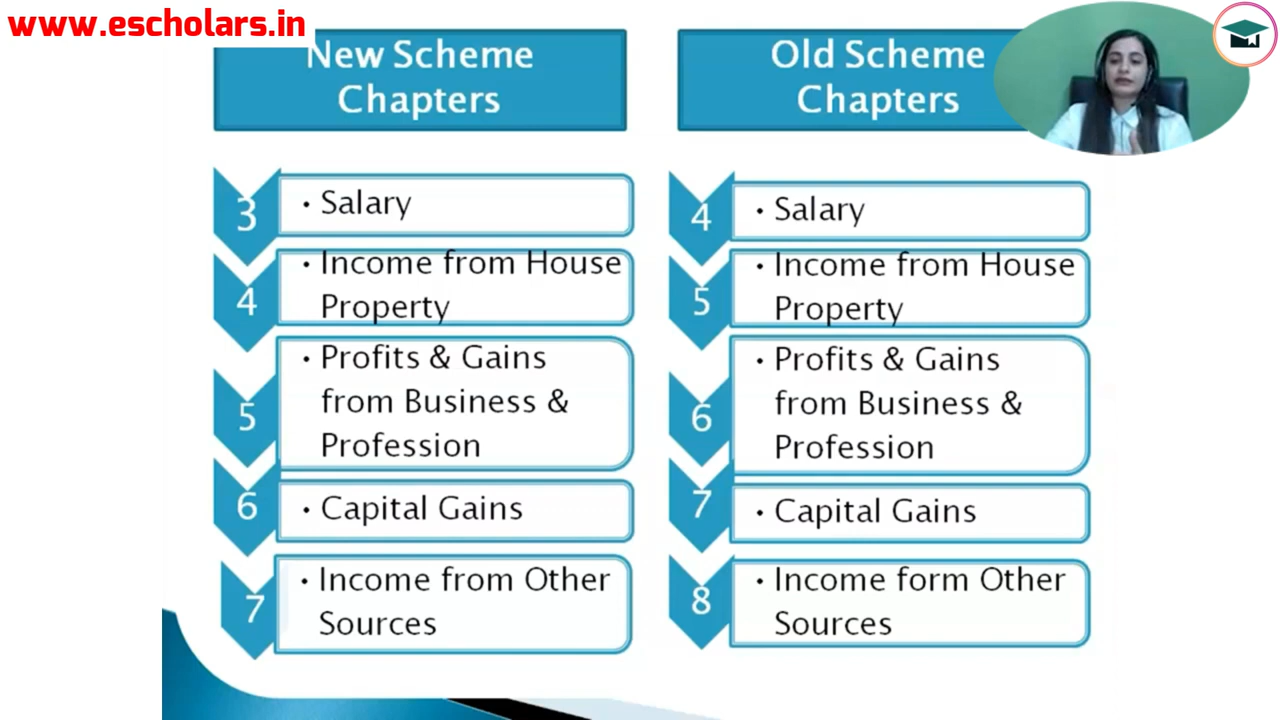 www.escholars.in
New Scheme
Chapters
3
• Salary
4
• Income from House
Property
5
• Profits & Gains
from Business &
Profession
6
• Capital Gains
7
• Income from Other
Sources
Old Scheme
Chapters
4
• Salary
5
• Income from House
Property
6
• Profits & Gains
from Business &
Profession
7
• Capital Gains
8
• Income form Other
Sources